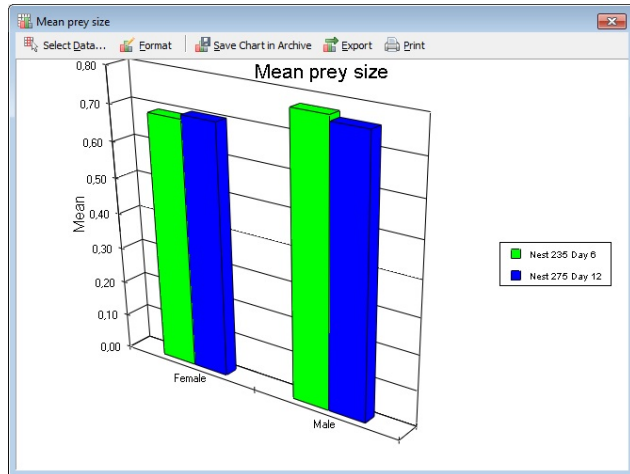 Mean prey size
Select Data... Format Save Chart in Archive Export Print
Mean prey size
0,80
0,70
0,60
0,50
0,40
0,30
0,20
0,10
0,00
Mean
Female
Male
Nest 235 Day 6
Nest 275 Day 12